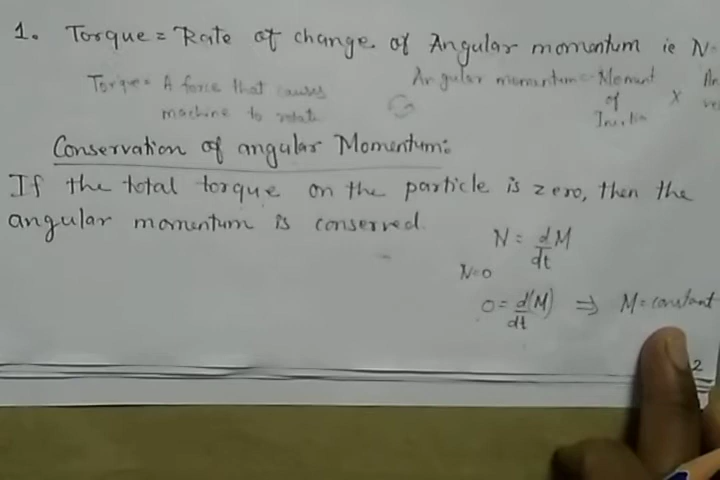 1. Torque = Rate of change of Angular momentum ie N=
Torque = A force that causes
machine to rotate
Angular momentum = Moment
of
Inertia
X
Conservation of angular Momentum:
If the total torque on the particle is zero, then the
angular momentum is conserved.
N = d/dt M
N=0
0 = d(M)/dt ⇒ M = constant
2